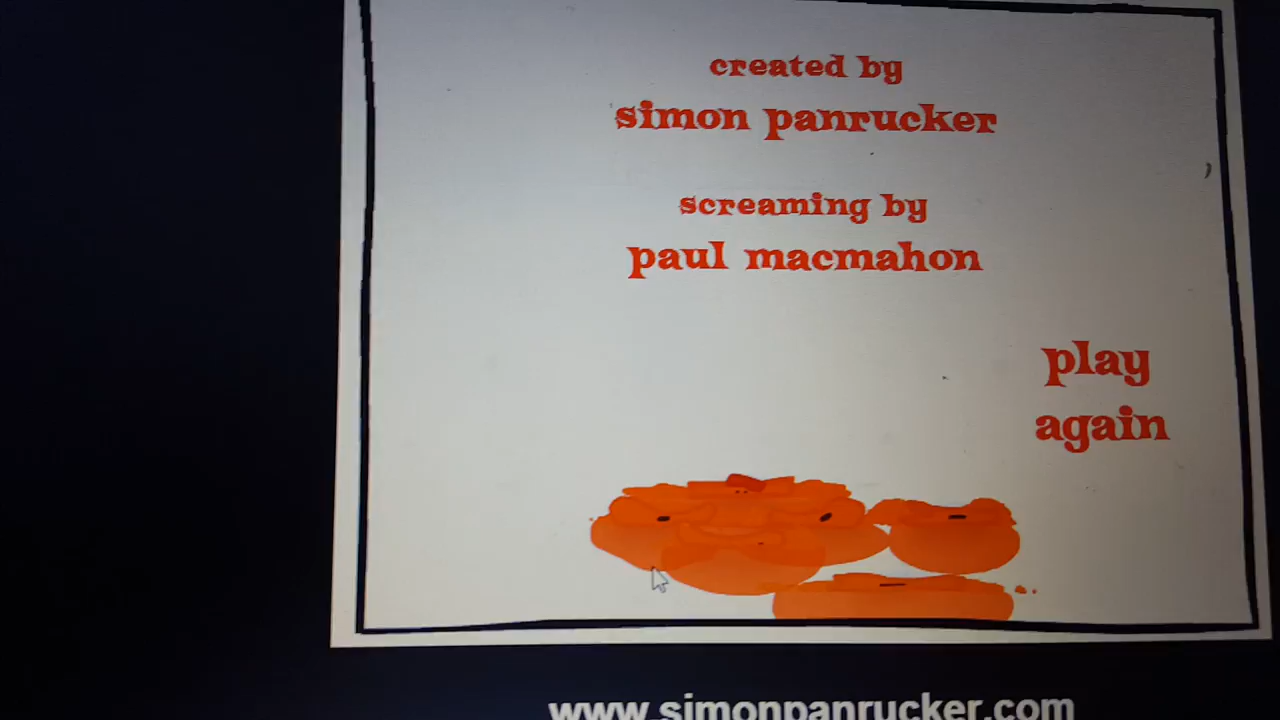 created by
simon panrucker
screaming by
paul macmahon
play
again
www.simonpanrucker.com